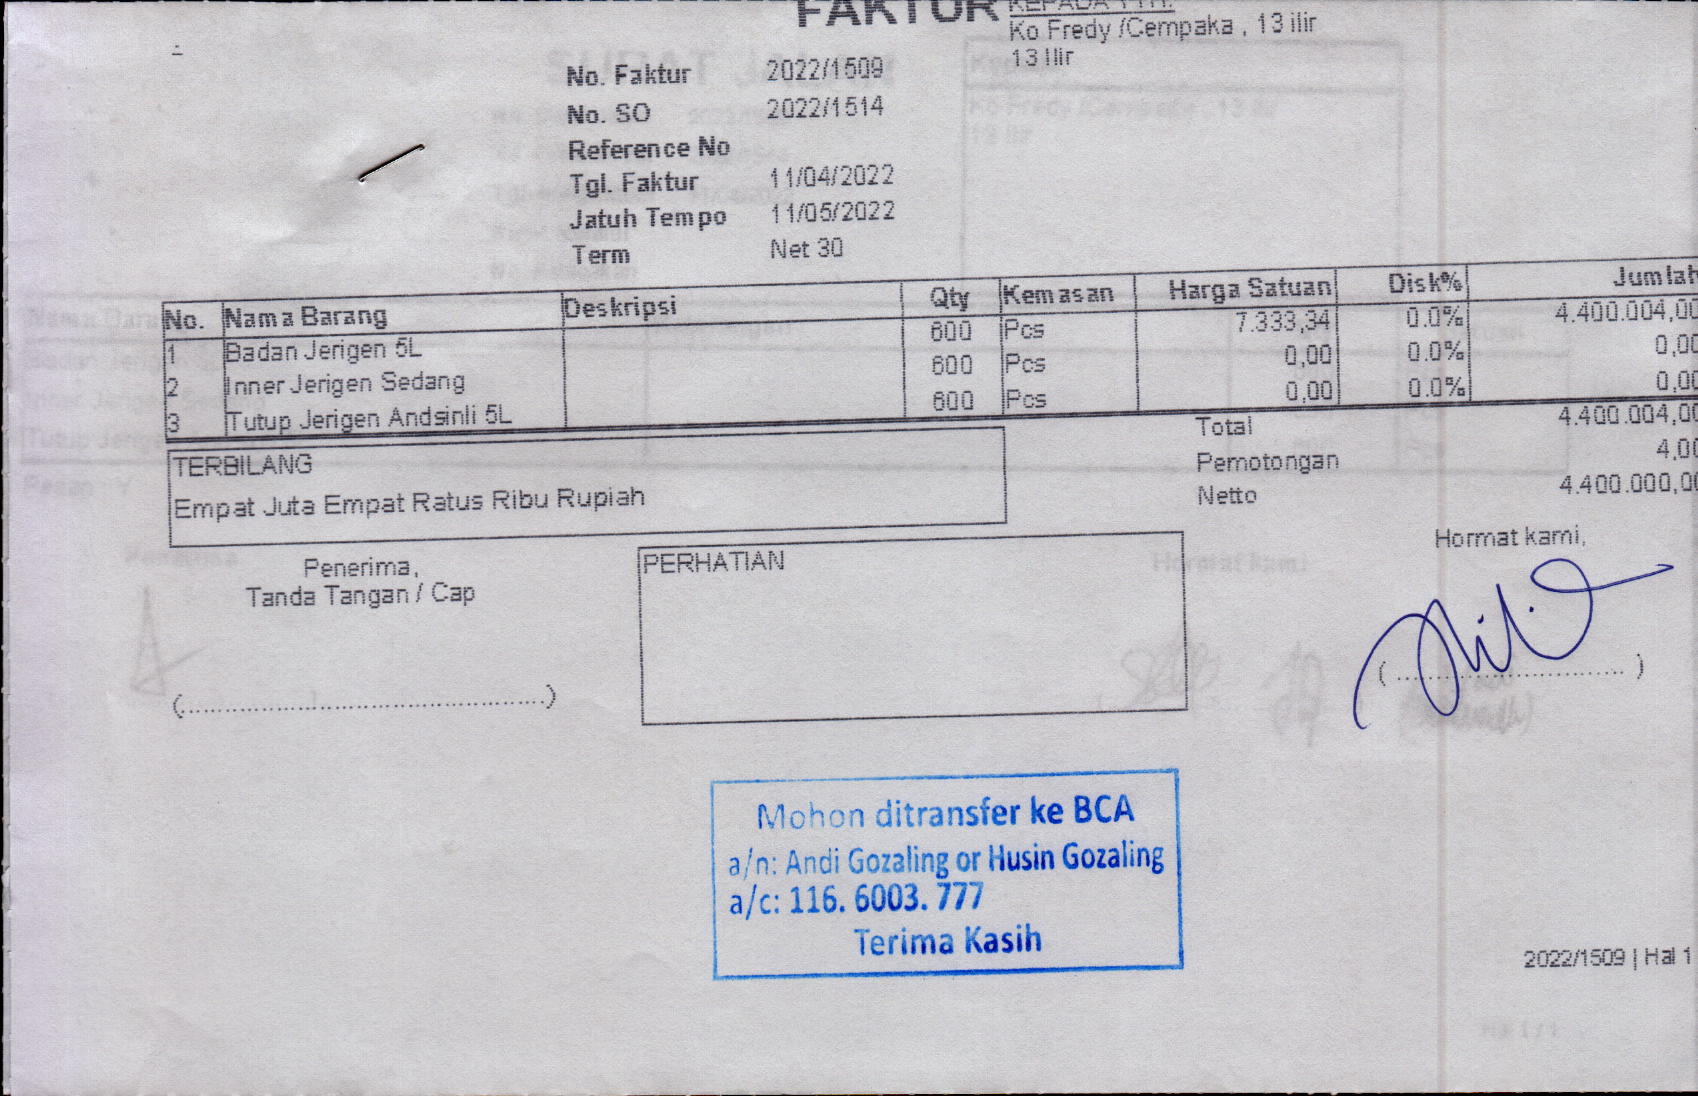 FAKTUR
KEPADA YTH.
Ko Fredy /Cempaka , 13 ilir
13 Ilir
No. Faktur 2022/1509
No. SO 2022/1514
Reference No
Tgl. Faktur 11/04/2022
Jatuh Tempo 11/05/2022
Term Net 30
No. Nama Barang Deskripsi Qty Kemasan Harga Satuan Disk% Jumlah
1 Badan Jerigen 5L 600 Pcs 7.333,34 0.0% 4.400.004,00
2 Inner Jerigen Sedang 600 Pcs 0,00 0.0% 0,00
3 Tutup Jerigen Andsinli 5L 600 Pcs 0,00 0.0% 0,00
Total 4.400.004,00
Pemotongan 4,00
Netto 4.400.000,00
TERBILANG
Empat Juta Empat Ratus Ribu Rupiah
Penerima,
Tanda Tangan / Cap
(..................................................)
PERHATIAN
Hormat kami,
(................................)
Mohon ditransfer ke BCA
a/n: Andi Gozaling or Husin Gozaling
a/c: 116. 6003. 777
Terima Kasih
2022/1509 | Hal 1